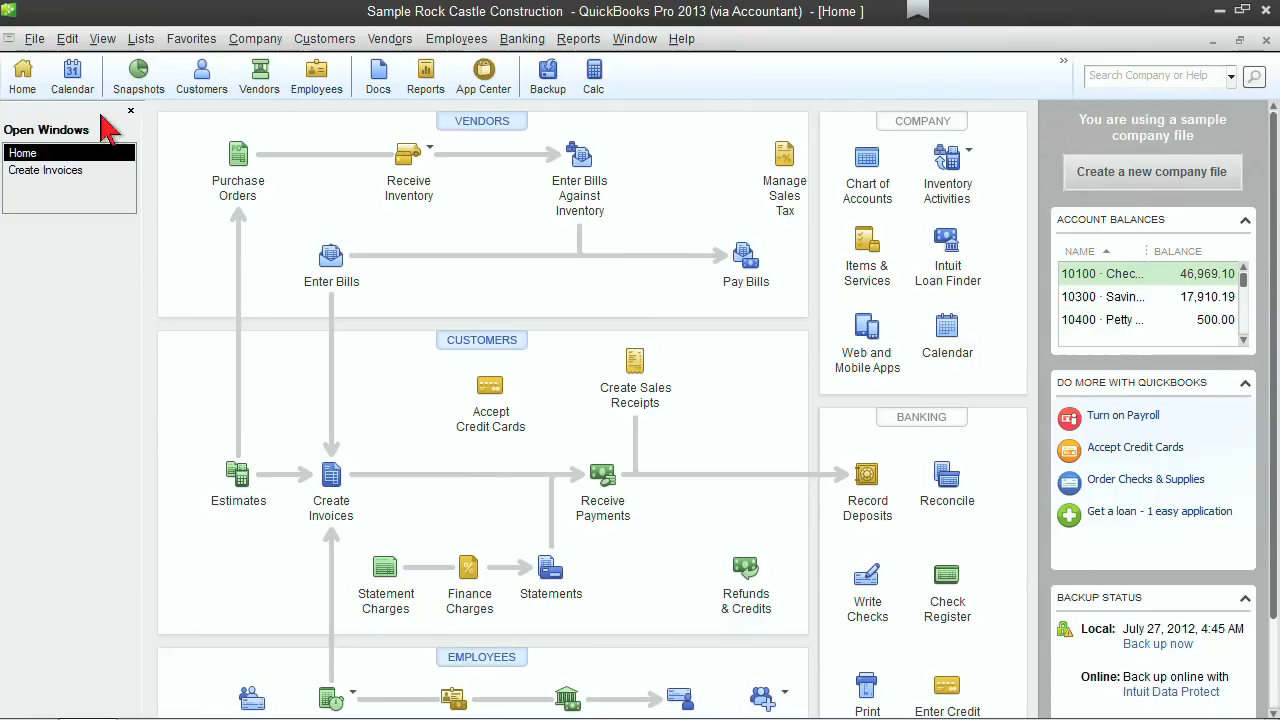 Sample Rock Castle Construction - QuickBooks Pro 2013 (via Accountant) - [Home ]
File Edit View Lists Favorites Company Customers Vendors Employees Banking Reports Window Help
Home Calendar Snapshots Customers Vendors Employees Docs Reports App Center Backup Calc
31
Search Company or Help
Open Windows
Home
Create Invoices
VENDORS
Purchase
Orders
Receive
Inventory
Enter Bills
Against
Inventory
Manage
Sales
Tax
Enter Bills
Pay Bills
CUSTOMERS
Create Sales
Receipts
Accept
Credit Cards
Estimates
Create
Invoices
Receive
Payments
Statement
Charges
Finance
Charges
Statements
Refunds
& Credits
EMPLOYEES
COMPANY
Chart of
Accounts
Inventory
Activities
Items &
Services
Intuit
Loan Finder
Web and
Mobile Apps
Calendar
BANKING
Record
Deposits
Reconcile
Write
Checks
Check
Register
Print
Enter Credit
You are using a sample
company file
Create a new company file
ACCOUNT BALANCES
NAME BALANCE
10100 · Chec... 46,969.10
10300 · Savin... 17,910.19
10400 · Petty ... 500.00
DO MORE WITH QUICKBOOKS
Turn on Payroll
Accept Credit Cards
Order Checks & Supplies
Get a loan - 1 easy application
BACKUP STATUS
Local: July 27, 2012, 4:45 AM
Back up now
Online: Back up online with
Intuit Data Protect